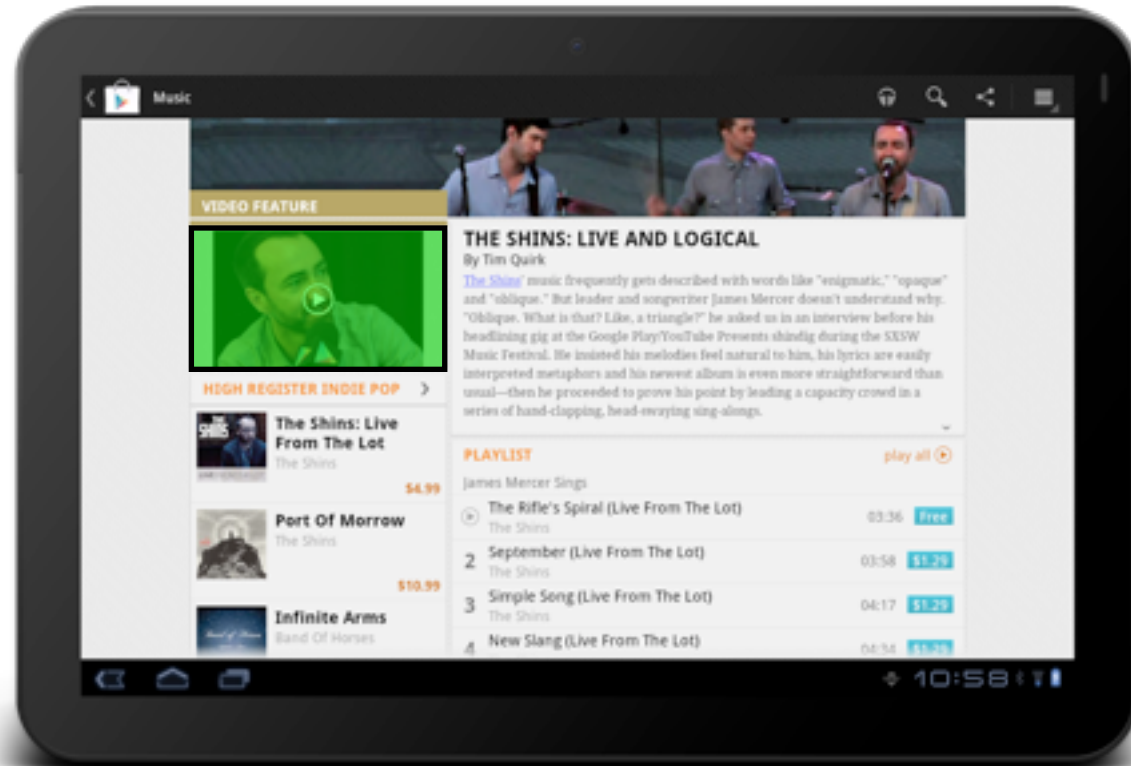 Music
VIDEO FEATURE
THE SHINS: LIVE AND LOGICAL
By Tim Quirk
The Shins' music frequently gets described with words like "enigmatic," "opaque"
and "oblique." But leader and songwriter James Mercer doesn't understand why.
"Oblique. What is that? Like, a triangle?" he asked us in an interview before his
headlining gig at the Google Play/YouTube Presents shindig during the SXSW
Music Festival. He insisted his melodies feel natural to him, his lyrics are easily
interpreted metaphors and his newest album is even more straightforward than
usual—then he proceeded to prove his point by leading a capacity crowd in a
series of hand-clapping, head-swaying sing-alongs.
HIGH REGISTER INDIE POP
THE SHINS
The Shins: Live
From The Lot
The Shins
$4.99
Port Of Morrow
The Shins
$10.99
Band of Horses
Infinite Arms
Band Of Horses
PLAYLIST
play all
James Mercer Sings
The Rifle's Spiral (Live From The Lot)
The Shins
03:36 Free
2 September (Live From The Lot)
The Shins
03:58 $1.29
3 Simple Song (Live From The Lot)
The Shins
04:17 $1.29
4 New Slang (Live From The Lot)
04:34 $1.29
10:58